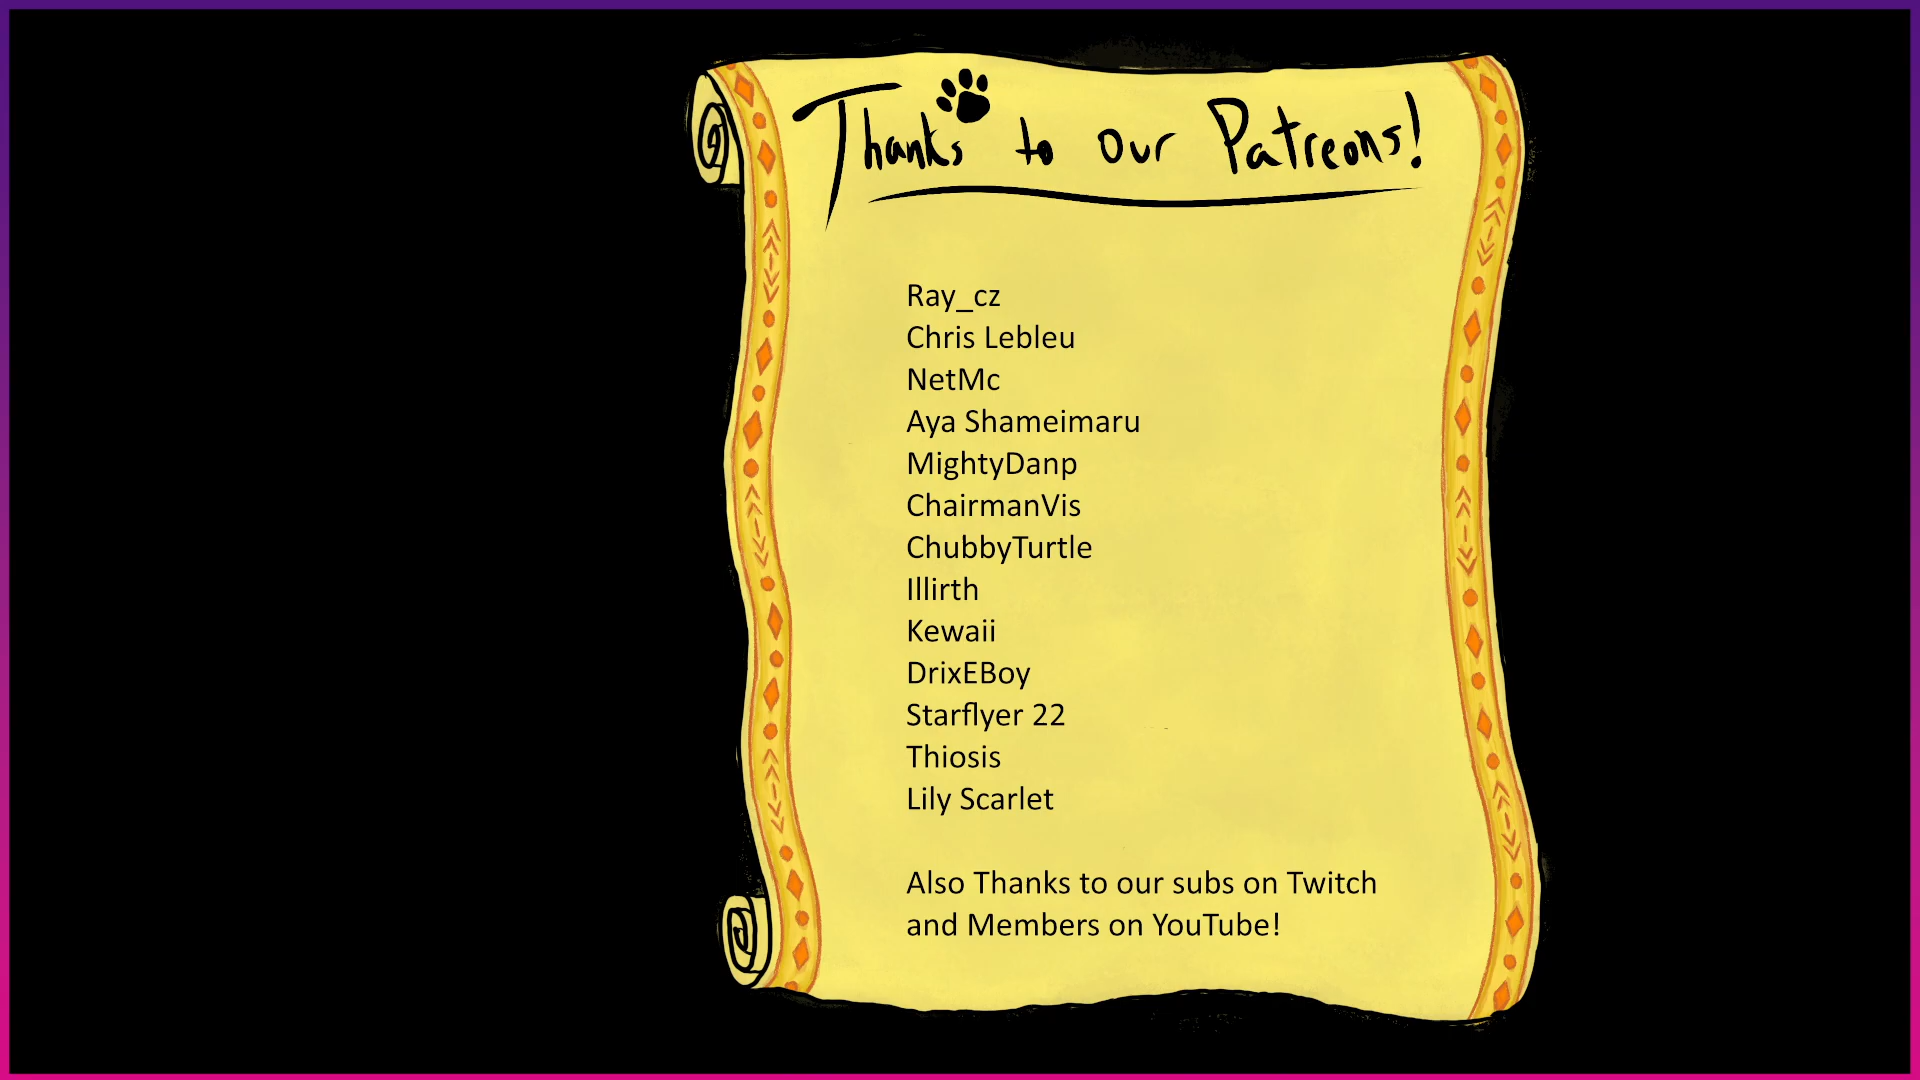 Thanks to our Patreons!
Ray_cz
Chris Lebleu
NetMc
Aya Shameimaru
MightyDanp
ChairmanVis
ChubbyTurtle
Illirth
Kewaii
DrixEBoy
Starflyer 22
Thiosis
Lily Scarlet
Also Thanks to our subs on Twitch
and Members on YouTube!